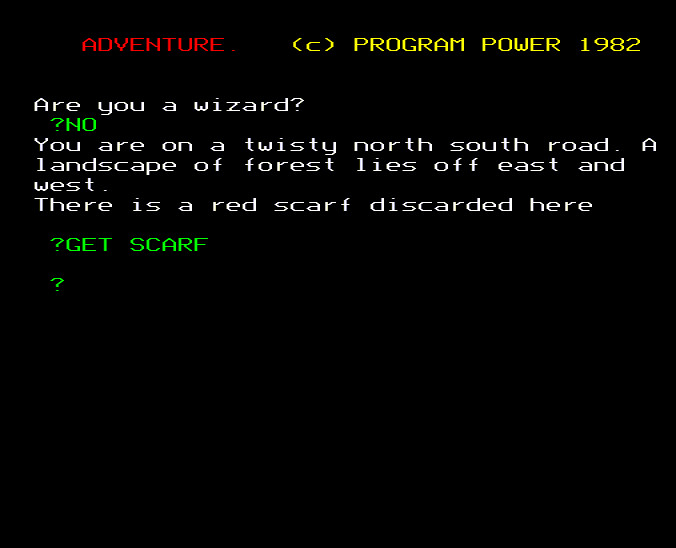 ADVENTURE. (c) PROGRAM POWER 1982
Are you a wizard?
?NO
You are on a twisty north south road. A
landscape of forest lies off east and
west.
There is a red scarf discarded here
?GET SCARF
?